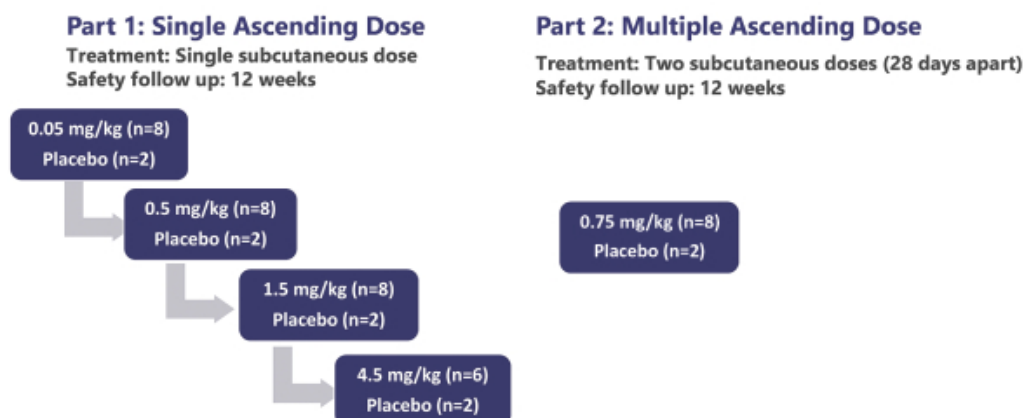 Part 1: Single Ascending Dose
Treatment: Single subcutaneous dose
Safety follow up: 12 weeks
0.05 mg/kg (n=8)
Placebo (n=2)
0.5 mg/kg (n=8)
Placebo (n=2)
1.5 mg/kg (n=8)
Placebo (n=2)
4.5 mg/kg (n=6)
Placebo (n=2)
Part 2: Multiple Ascending Dose
Treatment: Two subcutaneous doses (28 days apart)
Safety follow up: 12 weeks
0.75 mg/kg (n=8)
Placebo (n=2)